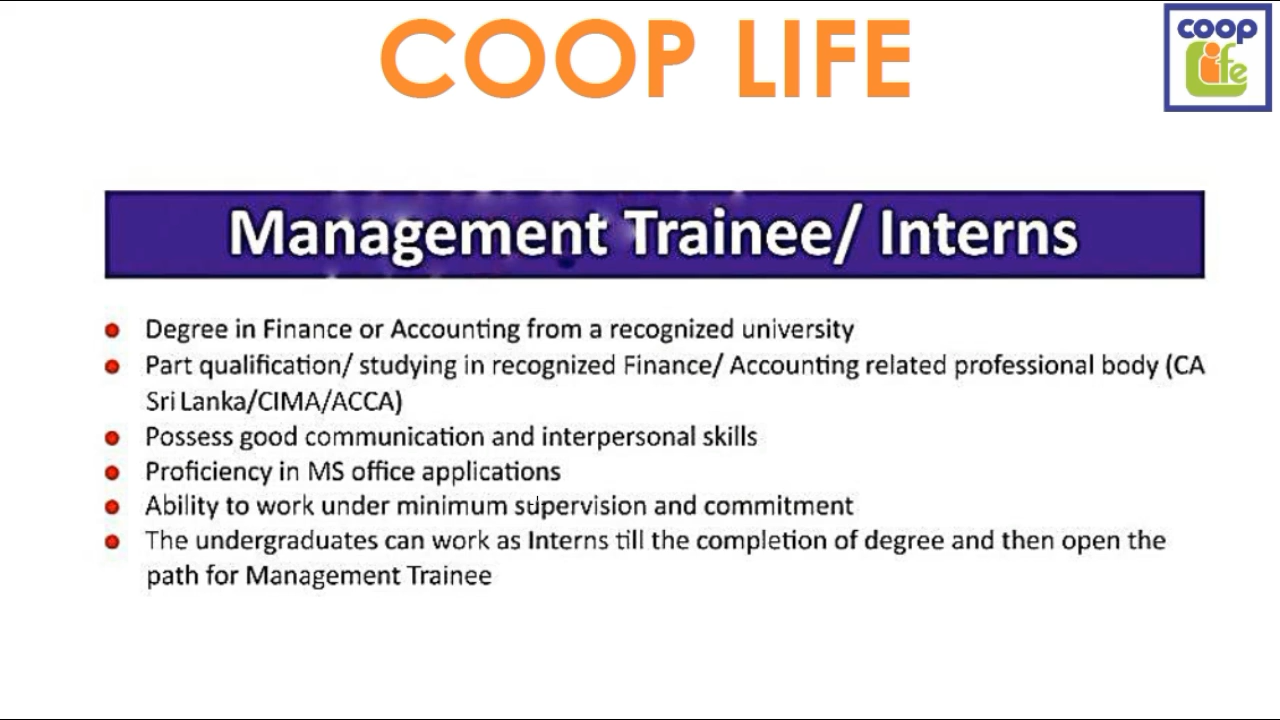 COOP LIFE
coop
Life
Management Trainee/ Interns
Degree in Finance or Accounting from a recognized university
Part qualification/ studying in recognized Finance/ Accounting related professional body (CA
Sri Lanka/CIMA/ACCA)
Possess good communication and interpersonal skills
Proficiency in MS office applications
Ability to work under minimum supervision and commitment
The undergraduates can work as Interns till the completion of degree and then open the
path for Management Trainee